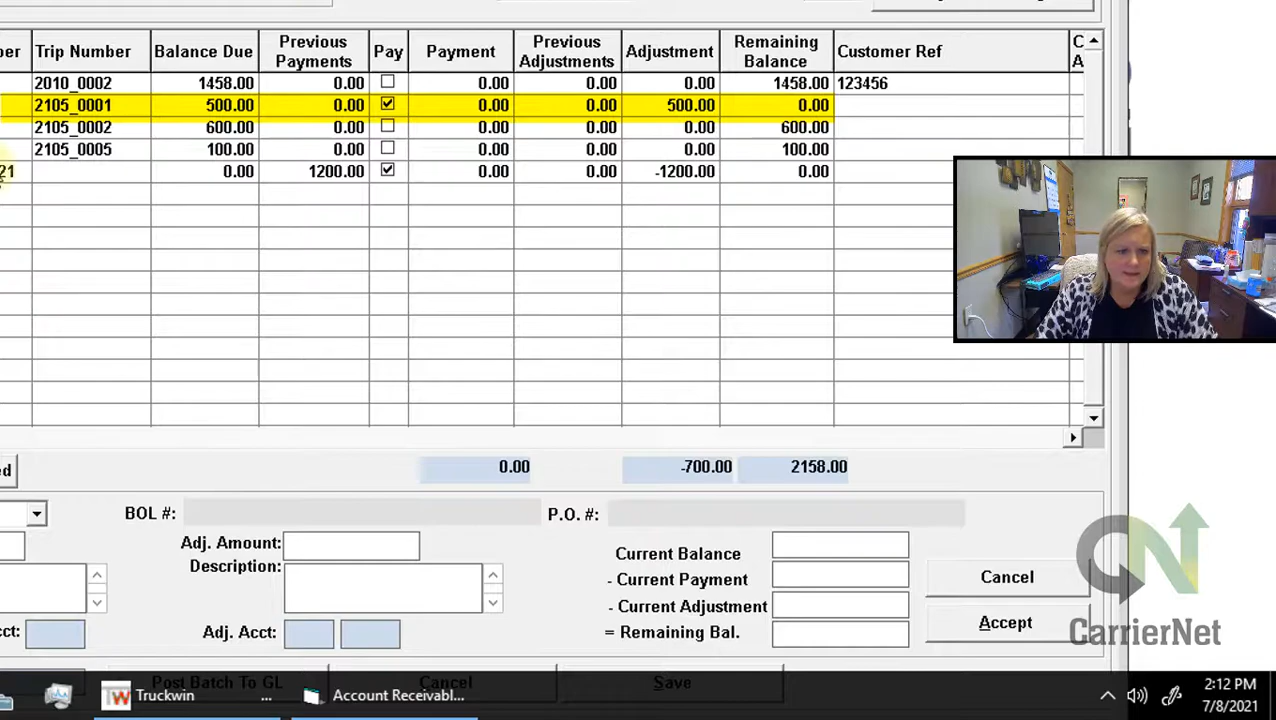 ber Trip Number Balance Due Previous Payments Pay Payment Previous Adjustments Adjustment Remaining Balance Customer Ref C A
2010_0002 1458.00 0.00 0.00 0.00 0.00 1458.00 123456
2105_0001 500.00 0.00 0.00 0.00 500.00 0.00
2105_0002 600.00 0.00 0.00 0.00 0.00 600.00
2105_0005 100.00 0.00 0.00 0.00 0.00 100.00
21 0.00 1200.00 0.00 0.00 -1200.00 0.00
ed 0.00 -700.00 2158.00
BOL #: P.O. #:
Adj. Amount: Current Balance
Description: - Current Payment Cancel
- Current Adjustment
cct: Adj. Acct: = Remaining Bal. Accept
CN
CarrierNet
Post Batch To GL Cancel Save
TW Truckwin ... Account Receivabl...
2:12 PM
7/8/2021